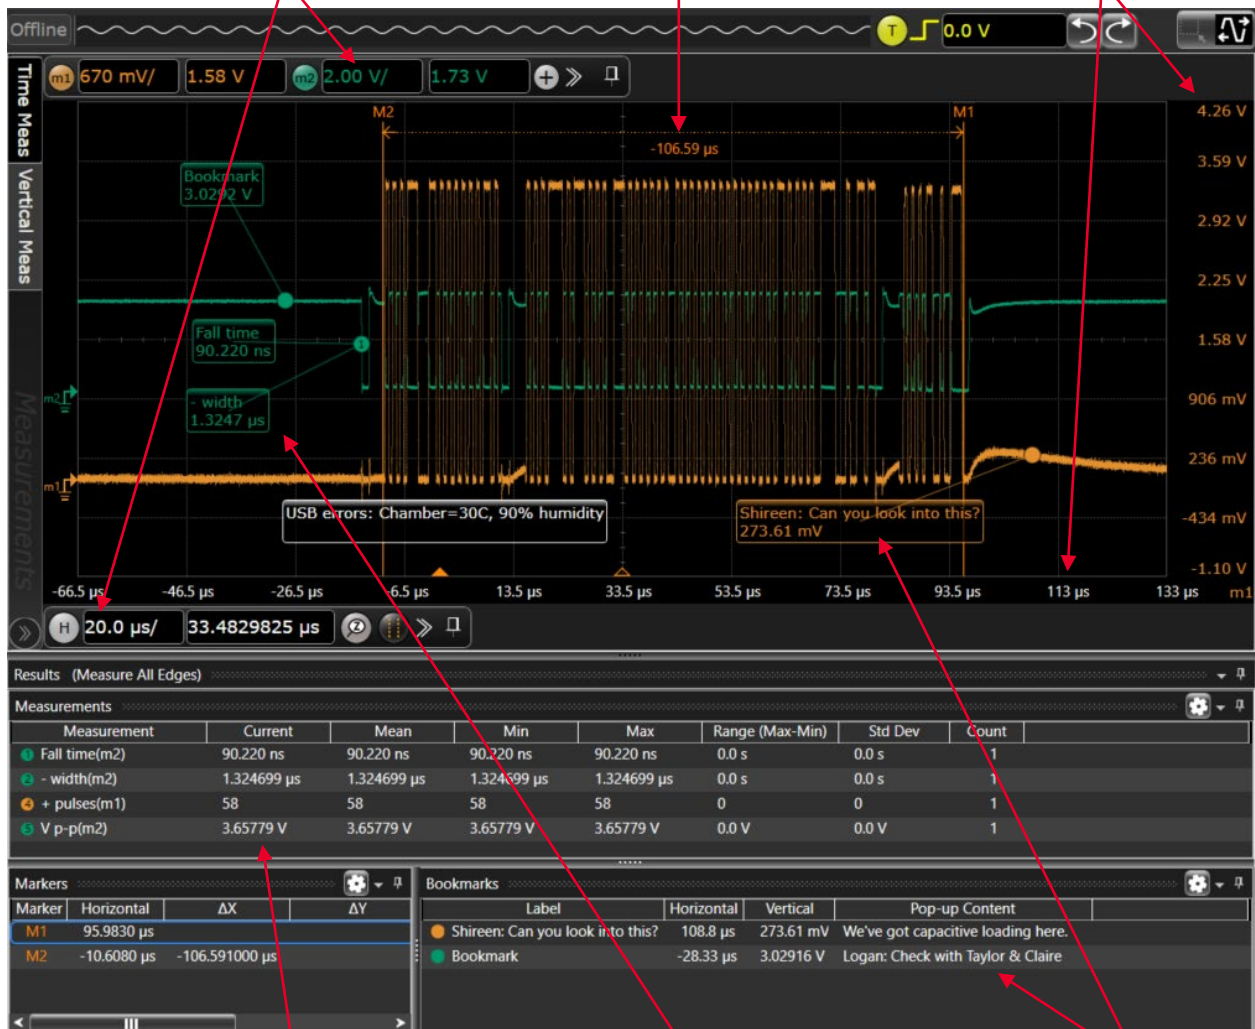 Offline
T
0.0 V
Time Meas
Vertical Meas
Measurements
m1 670 mV/ 1.58 V m2 2.00 V/ 1.73 V
M2
M1
-106.59 µs
4.26 V
3.59 V
2.92 V
2.25 V
1.58 V
906 mV
236 mV
-434 mV
-1.10 V
Bookmark
3.0292 V
Fall time
90.220 ns
1
- width
1.3247 µs
m2
m1
USB errors: Chamber=30C, 90% humidity
Shireen: Can you look into this?
273.61 mV
-66.5 µs -46.5 µs -26.5 µs -6.5 µs 13.5 µs 33.5 µs 53.5 µs 73.5 µs 93.5 µs 113 µs 133 µs m1
H 20.0 µs/ 33.4829825 µs Z
Results (Measure All Edges)
Measurements
Measurement Current Mean Min Max Range (Max-Min) Std Dev Count
1 Fall time(m2) 90.220 ns 90.220 ns 90.220 ns 90.220 ns 0.0 s 0.0 s 1
2 - width(m2) 1.324699 µs 1.324699 µs 1.324699 µs 1.324699 µs 0.0 s 0.0 s 1
4 + pulses(m1) 58 58 58 58 0 0 1
5 V p-p(m2) 3.65779 V 3.65779 V 3.65779 V 3.65779 V 0.0 V 0.0 V 1
Markers
Marker Horizontal ΔX ΔY
M1 95.9830 µs
M2 -10.6080 µs -106.591000 µs
Bookmarks
Label Horizontal Vertical Pop-up Content
Shireen: Can you look into this? 108.8 µs 273.61 mV We've got capacitive loading here.
Bookmark -28.33 µs 3.02916 V Logan: Check with Taylor & Claire